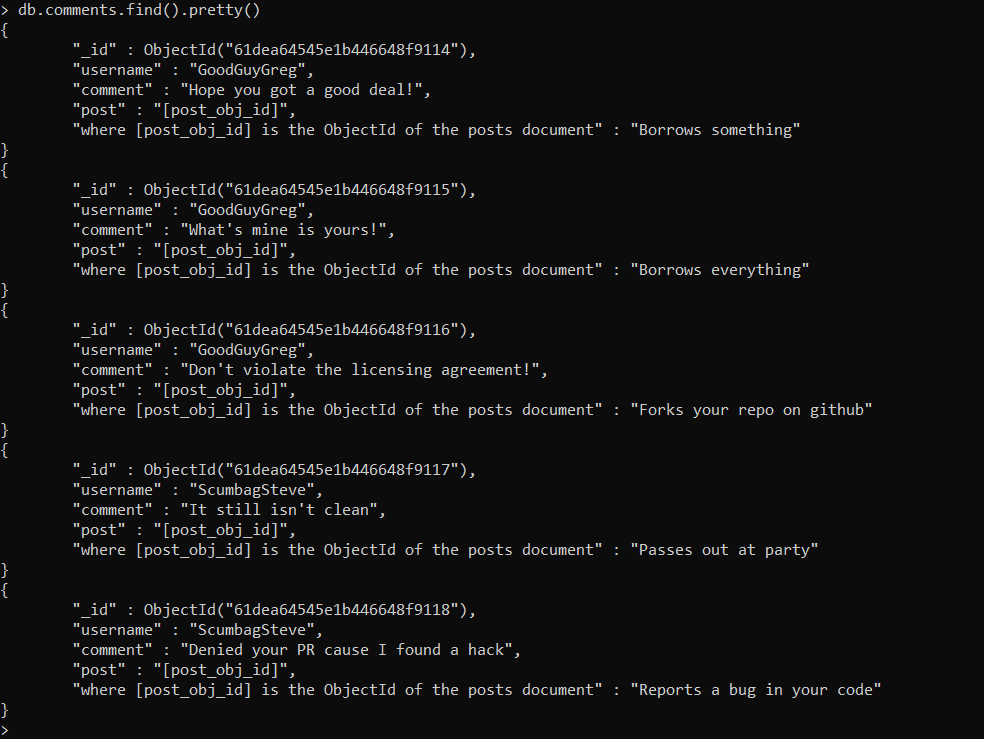 > db.comments.find().pretty()
{
        "_id" : ObjectId("61dea64545e1b446648f9114"),
        "username" : "GoodGuyGreg",
        "comment" : "Hope you got a good deal!",
        "post" : "[post_obj_id]",
        "where [post_obj_id] is the ObjectId of the posts document" : "Borrows something"
}
{
        "_id" : ObjectId("61dea64545e1b446648f9115"),
        "username" : "GoodGuyGreg",
        "comment" : "What's mine is yours!",
        "post" : "[post_obj_id]",
        "where [post_obj_id] is the ObjectId of the posts document" : "Borrows everything"
}
{
        "_id" : ObjectId("61dea64545e1b446648f9116"),
        "username" : "GoodGuyGreg",
        "comment" : "Don't violate the licensing agreement!",
        "post" : "[post_obj_id]",
        "where [post_obj_id] is the ObjectId of the posts document" : "Forks your repo on github"
}
{
        "_id" : ObjectId("61dea64545e1b446648f9117"),
        "username" : "ScumbagSteve",
        "comment" : "It still isn't clean",
        "post" : "[post_obj_id]",
        "where [post_obj_id] is the ObjectId of the posts document" : "Passes out at party"
}
{
        "_id" : ObjectId("61dea64545e1b446648f9118"),
        "username" : "ScumbagSteve",
        "comment" : "Denied your PR cause I found a hack",
        "post" : "[post_obj_id]",
        "where [post_obj_id] is the ObjectId of the posts document" : "Reports a bug in your code"
}
>